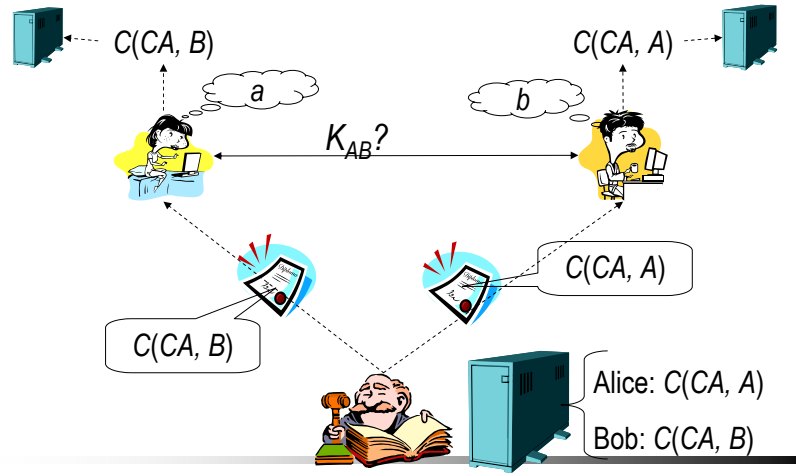 C(CA, B)
C(CA, A)
a
b
K_AB?
C(CA, A)
C(CA, B)
Alice: C(CA, A)
Bob: C(CA, B)